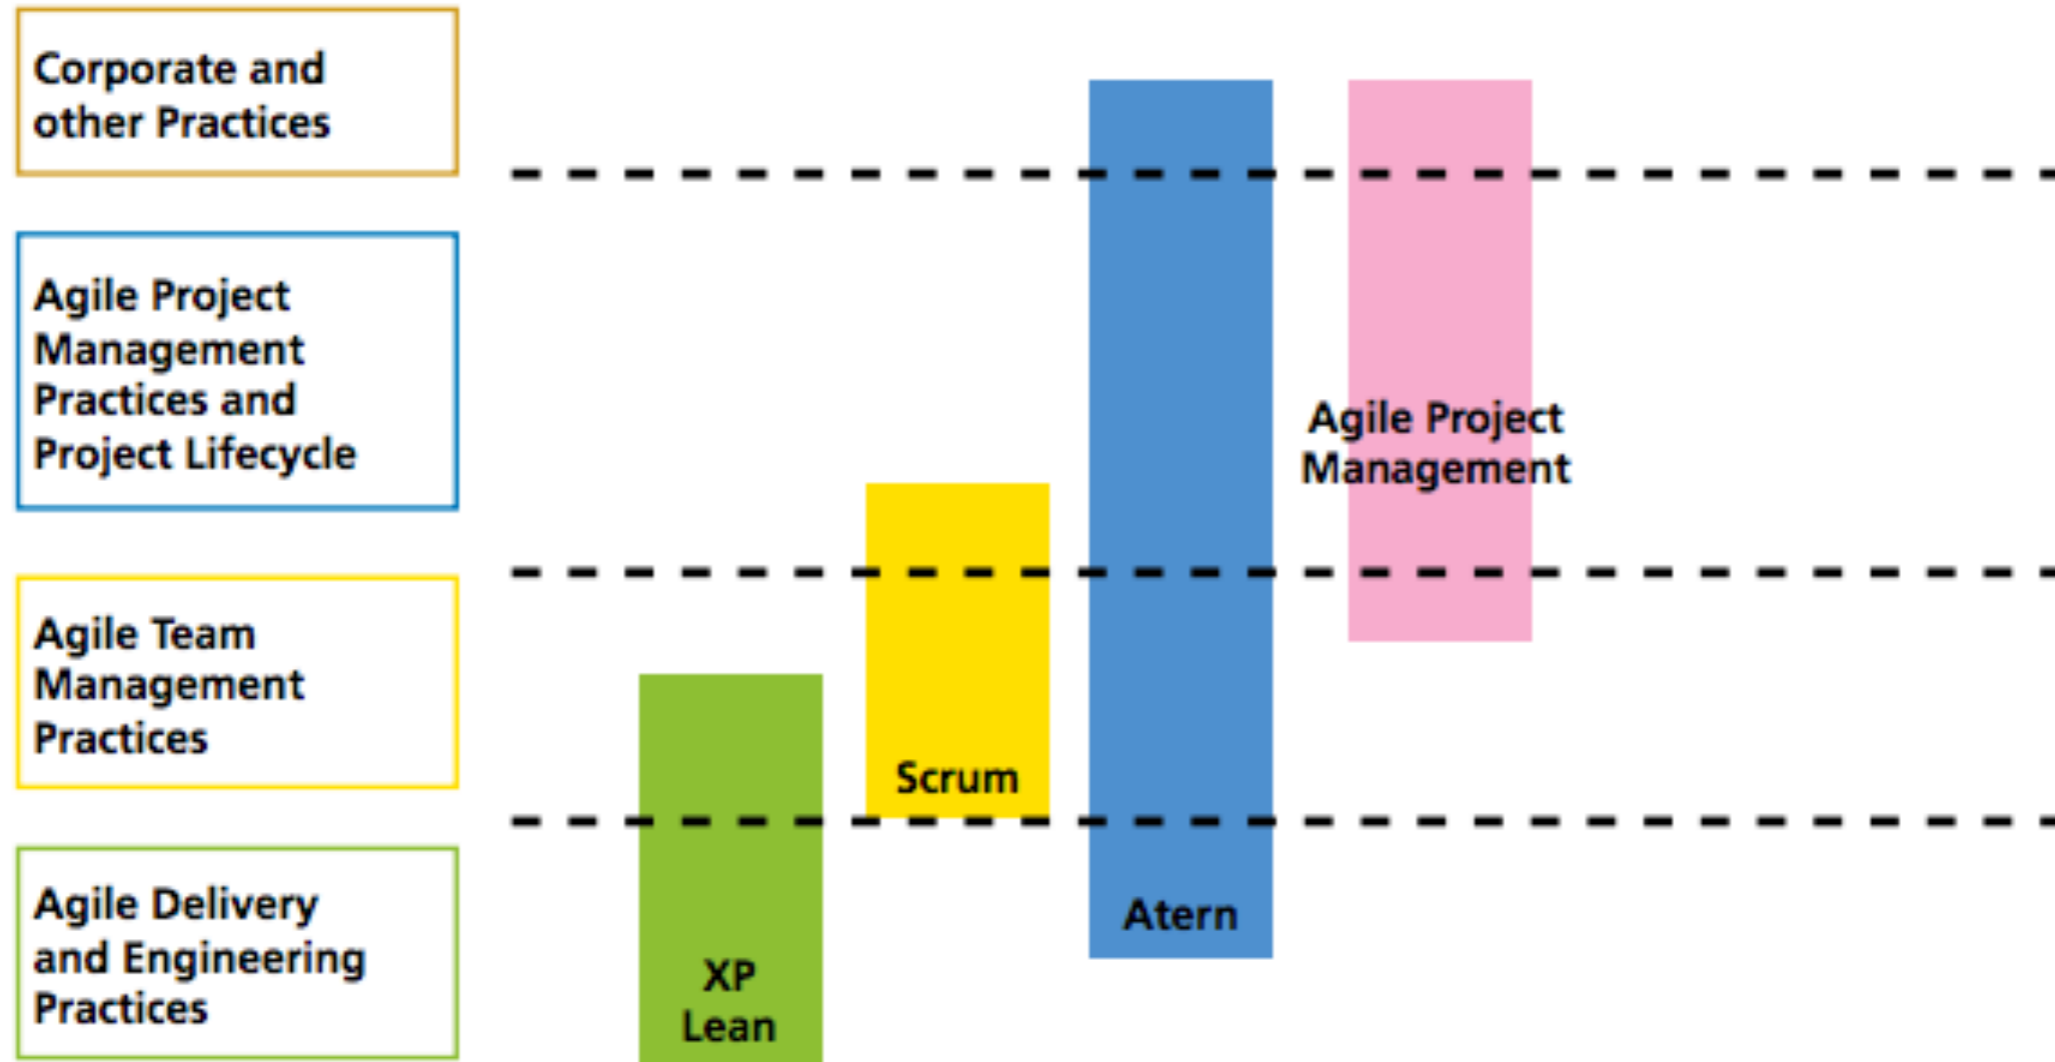 Corporate and
other Practices
Agile Project
Management
Practices and
Project Lifecycle
Agile Team
Management
Practices
Agile Delivery
and Engineering
Practices
XP
Lean
Scrum
Atern
Agile Project
Management